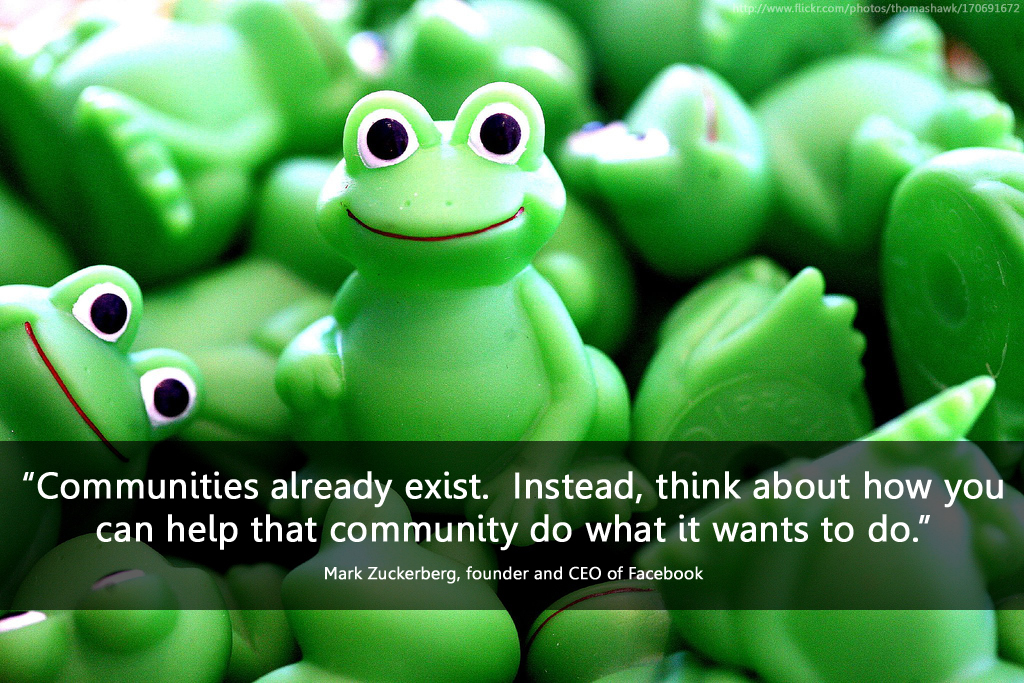 http://www.flickr.com/photos/thomashawk/170691672
“Communities already exist.  Instead, think about how you
can help that community do what it wants to do.”
Mark Zuckerberg, founder and CEO of Facebook